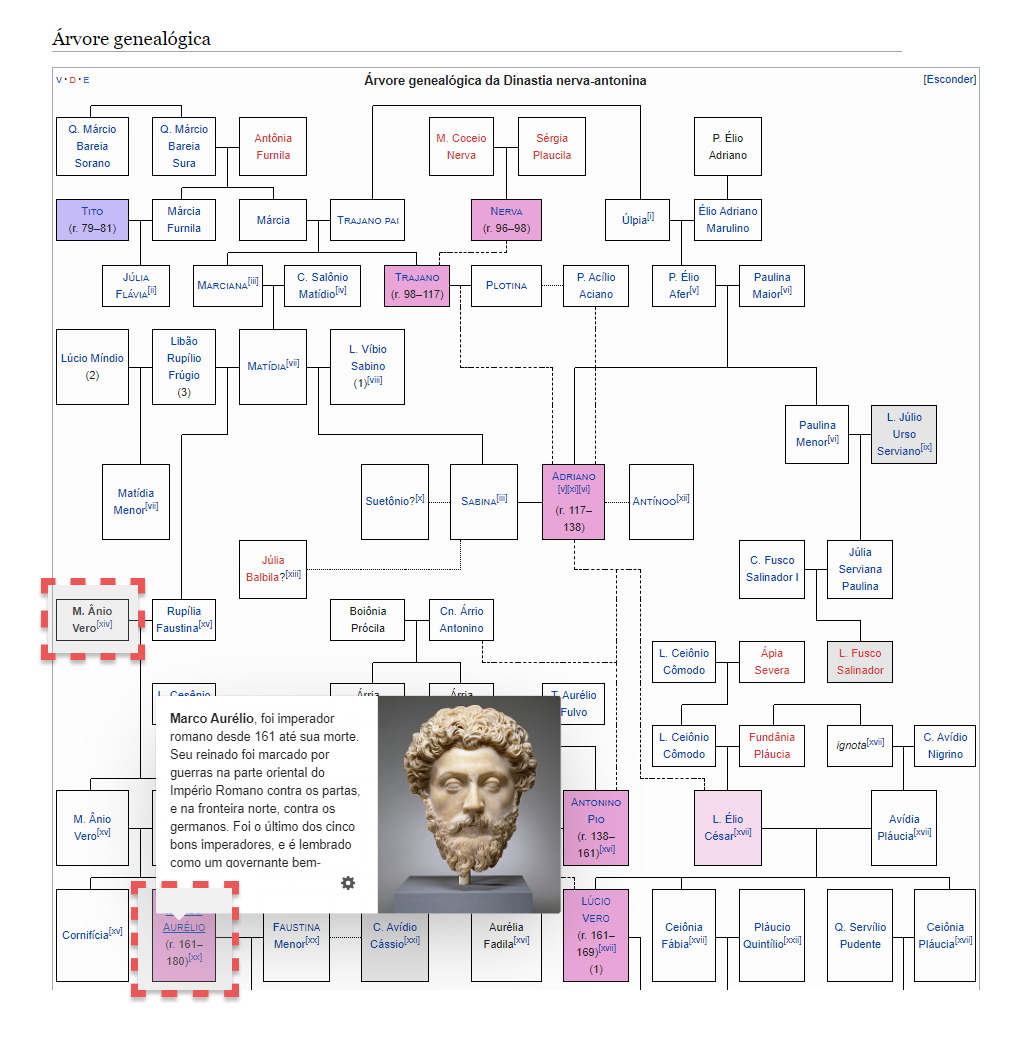 Árvore genealógica
V · D · E
Árvore genealógica da Dinastia nerva-antonina
[Esconder]
Q. Márcio
Bareia
Sorano
Q. Márcio
Bareia
Sura
Antônia
Furnila
M. Coceio
Nerva
Sérgia
Plaucila
P. Élio
Adriano
Tito
(r. 79–81)
Márcia
Furnila
Márcia
Trajano pai
Nerva
(r. 96–98)
Úlpia[i]
Élio Adriano
Marulino
Júlia
Flávia[ii]
Marciana[iii]
C. Salônio
Matídio[iv]
Trajano
(r. 98–117)
Plotina
P. Acílio
Aciano
P. Élio
Afer[v]
Paulina
Maior[vi]
Lúcio Míndio
(2)
Libão
Rupílio
Frúgio
(3)
Matídia[vii]
L. Víbio
Sabino
(1)[viii]
Paulina
Menor[vi]
L. Júlio
Urso
Serviano[ix]
Matídia
Menor[vii]
Suetônio?[x]
Sabina[iii]
Adriano
[v][xi][vi]
(r. 117–
138)
Antínoo[xii]
Júlia
Balbila?[xiii]
C. Fusco
Salinador I
Júlia
Serviana
Paulina
M. Ânio
Vero[xiv]
Rupília
Faustina[xv]
Boiônia
Prócila
Cn. Árrio
Antonino
L. Ceiônio
Cômodo
Ápia
Severa
L. Fusco
Salinador
L. Cesênio
Árria
Árria
T. Aurélio
Fulvo
Marco Aurélio, foi imperador
romano desde 161 até sua morte.
Seu reinado foi marcado por
guerras na parte oriental do
Império Romano contra os partas,
e na fronteira norte, contra os
germanos. Foi o último dos cinco
bons imperadores, e é lembrado
como um governante bem-
L. Ceiônio
Cômodo
Fundânia
Pláucia
ignota[xvii]
C. Avídio
Nigrino
M. Ânio
Vero[xv]
Antonino
Pio
(r. 138–
161)[xvi]
L. Élio
César[xvii]
Avídia
Pláucia[xvii]
Cornifícia[xv]
Aurélio
(r. 161–
180)[xx]
Faustina
Menor[xx]
C. Avídio
Cássio[xxi]
Aurélia
Fadila[xvi]
Lúcio
Vero
(r. 161–
169)[xvii]
(1)
Ceiônia
Fábia[xvii]
Pláucio
Quintílio[xxii]
Q. Servílio
Pudente
Ceiônia
Pláucia[xvii]